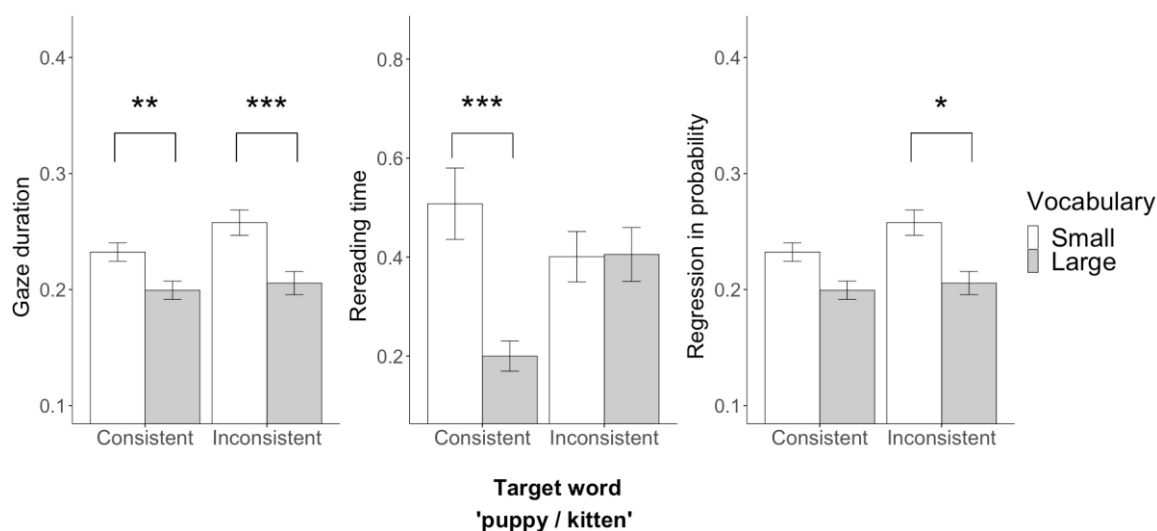 Gaze duration
0.4
0.3
0.2
0.1
**
***
Consistent Inconsistent
Rereading time
0.8
0.6
0.4
0.2
***
Consistent Inconsistent
Regression in probability
0.4
0.3
0.2
0.1
*
Consistent Inconsistent
Vocabulary
Small
Large
Target word
'puppy / kitten'